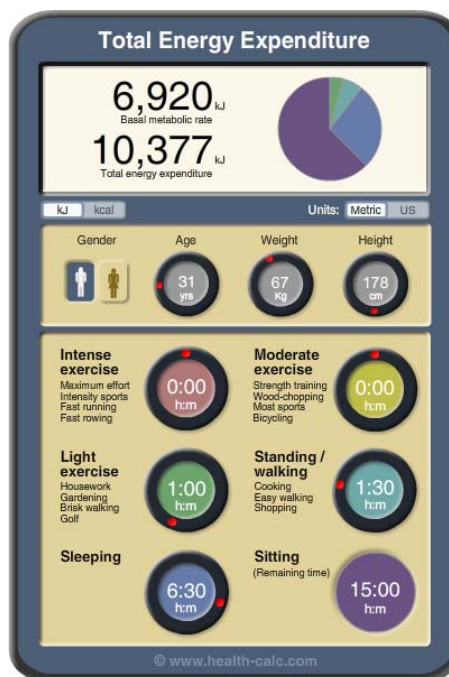 Total Energy Expenditure
6,920 kJ
Basal metabolic rate
10,377 kJ
Total energy expenditure
kJ kcal Units: Metric US
Gender Age Weight Height
31 67 178
yrs Kg cm
Intense
exercise
Maximum effort
Intensity sports
Fast running
Fast rowing
0:00
h:m
Moderate
exercise
Strength training
Wood-chopping
Most sports
Bicycling
0:00
h:m
Light
exercise
Housework
Gardening
Brisk walking
Golf
1:00
h:m
Standing /
walking
Cooking
Easy walking
Shopping
1:30
h:m
Sleeping
6:30
h:m
Sitting
(Remaining time)
15:00
h:m
© www.health-calc.com